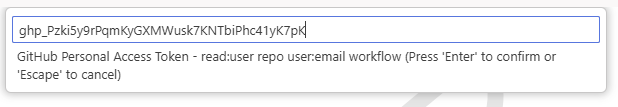 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
GitHub Personal Access Token - read:user repo user:email workflow (Press 'Enter' to confirm or
'Escape' to cancel)